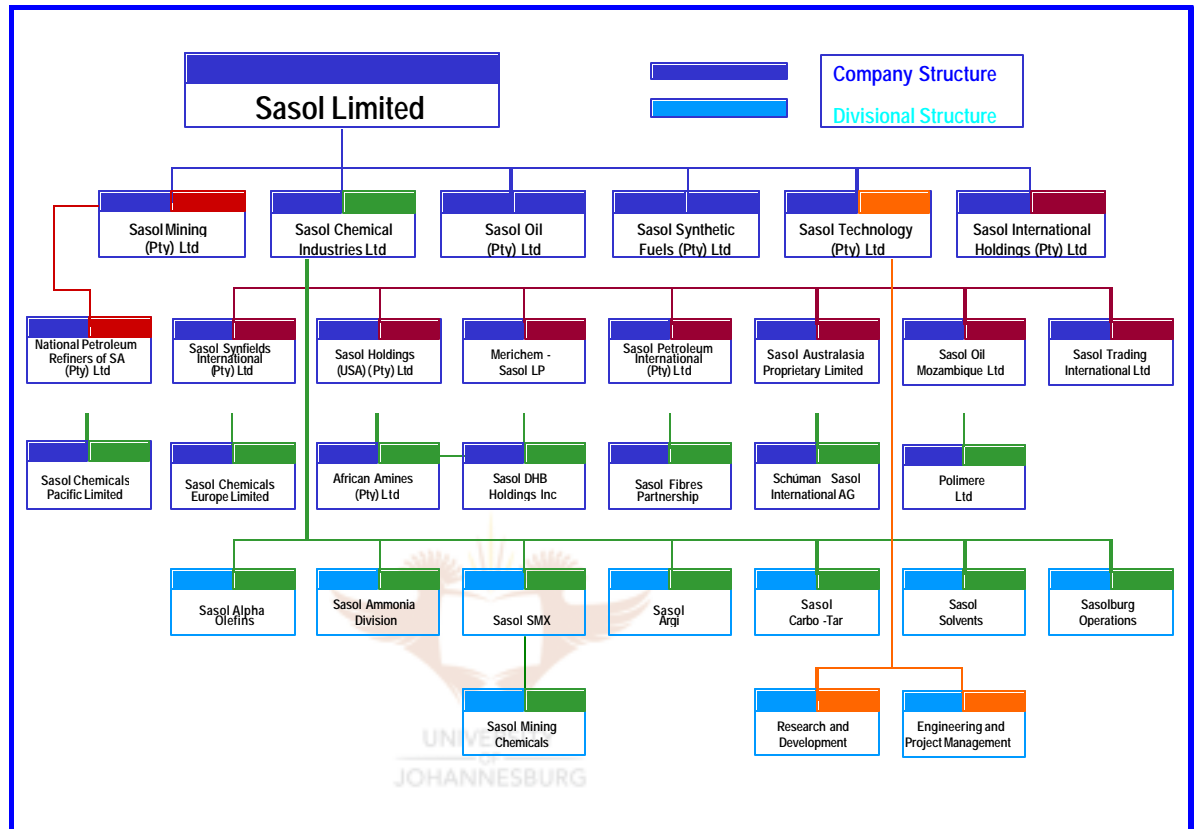 Sasol Limited
Company Structure
Divisional Structure
Sasol Mining
(Pty) Ltd
Sasol Chemical
Industries Ltd
Sasol Oil
(Pty) Ltd
Sasol Synthetic
Fuels (Pty) Ltd
Sasol Technology
(Pty) Ltd
Sasol International
Holdings (Pty) Ltd
National Petroleum
Refiners of SA
(Pty) Ltd
Sasol Synfields
International
(Pty) Ltd
Sasol Holdings
(USA) (Pty) Ltd
Merichem -
Sasol LP
Sasol Petroleum
International
(Pty) Ltd
Sasol Australasia
Proprietary Limited
Sasol Oil
Mozambique Ltd
Sasol Trading
International Ltd
Sasol Chemicals
Pacific Limited
Sasol Chemicals
Europe Limited
African Amines
(Pty) Ltd
Sasol DHB
Holdings Inc
Sasol Fibres
Partnership
Schüman Sasol
International AG
Polimere
Ltd
Sasol Alpha
Olefins
Sasol Ammonia
Division
Sasol SMX
Sasol
Argi
Sasol
Carbo -Tar
Sasol
Solvents
Sasolburg
Operations
Sasol Mining
Chemicals
Research and
Development
Engineering and
Project Management
UNIVERSITY
OF
JOHANNESBURG